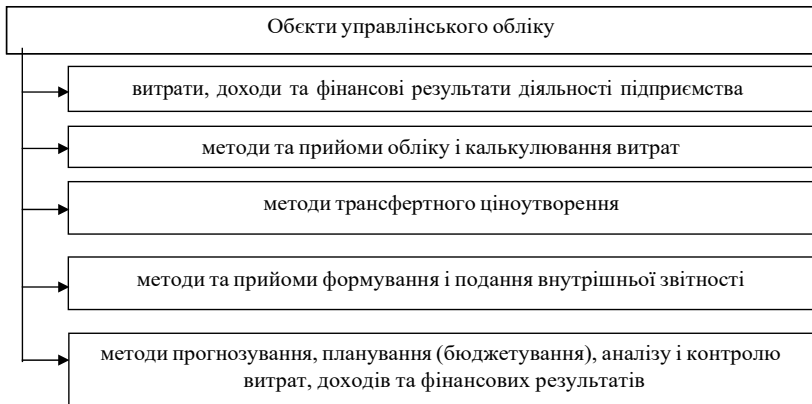 Обєкти управлінського обліку
витрати, доходи та фінансові результати діяльності підприємства
методи та прийоми обліку і калькулювання витрат
методи трансфертного ціноутворення
методи та прийоми формування і подання внутрішньої звітності
методи прогнозування, планування (бюджетування), аналізу і контролю
витрат, доходів та фінансових результатів